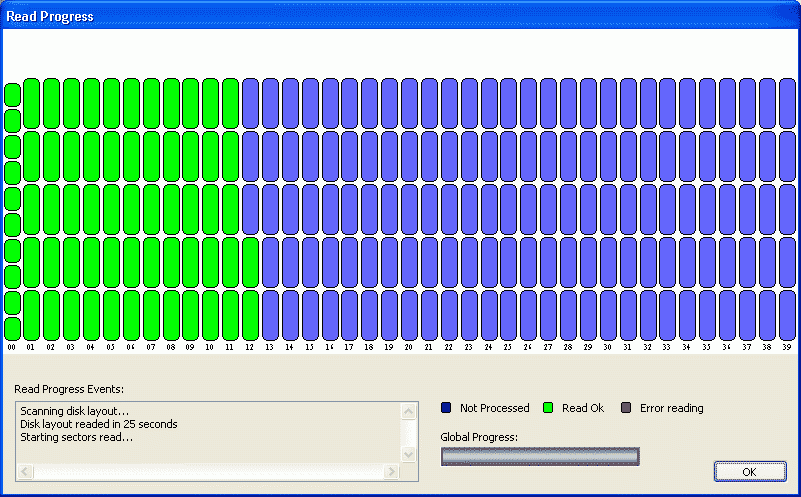 Read Progress
00 01 02 03 04 05 06 07 08 09 10 11 12 13 14 15 16 17 18 19 20 21 22 23 24 25 26 27 28 29 30 31 32 33 34 35 36 37 38 39
Read Progress Events:
Scanning disk layout...
Disk layout readed in 25 seconds
Starting sectors read...
Not Processed Read Ok Error reading
Global Progress:
OK